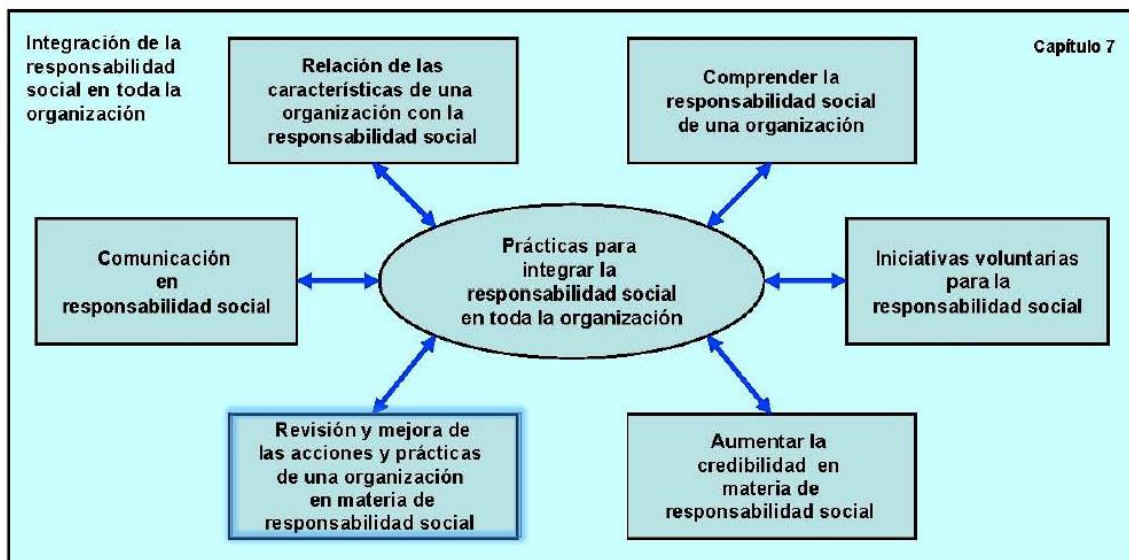 Integración de la
responsabilidad
social en toda la
organización
Capítulo 7
Relación de las
características de una
organización con la
responsabilidad social
Comprender la
responsabilidad social
de una organización
Comunicación
en
responsabilidad social
Prácticas para
integrar la
responsabilidad social
en toda la organización
Iniciativas voluntarias
para la
responsabilidad social
Revisión y mejora de
las acciones y prácticas
de una organización
en materia de
responsabilidad social
Aumentar la
credibilidad en
materia de
responsabilidad social